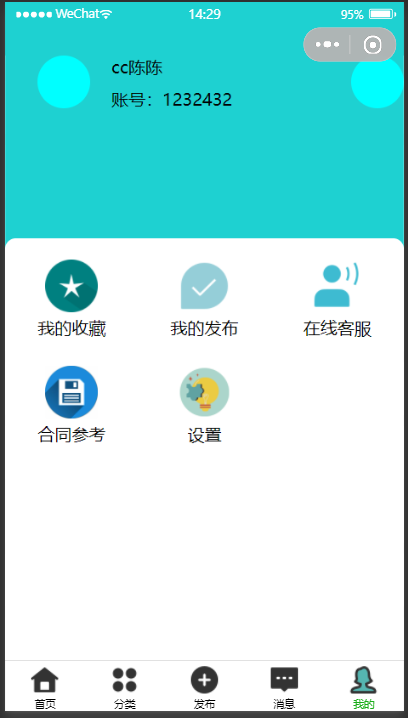 WeChat 14:29 95%
cc陈陈
账号：1232432
我的收藏 我的发布 在线客服
合同参考 设置
首页 分类 发布 消息 我的